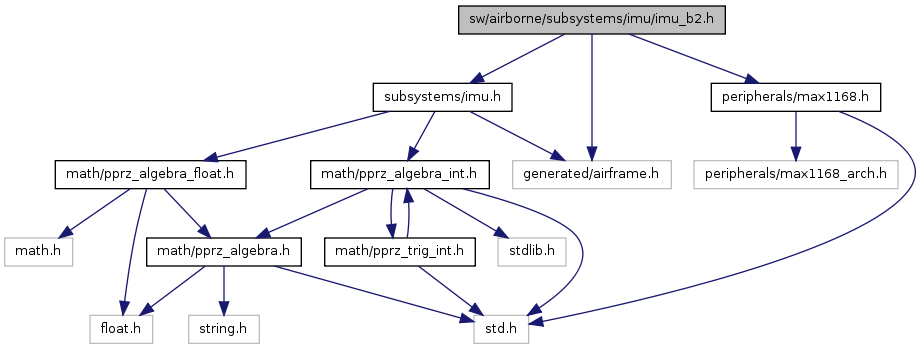 sw/airborne/subsystems/imu/imu_b2.h
subsystems/imu.h
peripherals/max1168.h
math/pprz_algebra_float.h
math/pprz_algebra_int.h
generated/airframe.h
peripherals/max1168_arch.h
math.h
math/pprz_algebra.h
math/pprz_trig_int.h
stdlib.h
float.h
string.h
std.h